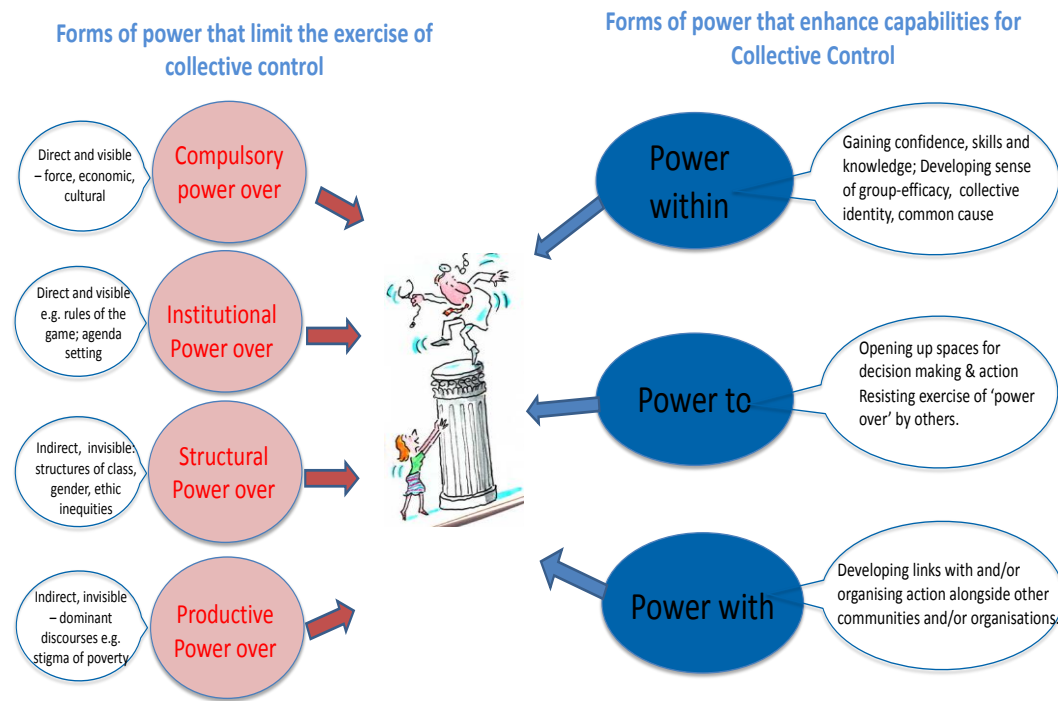 Forms of power that limit the exercise of
collective control
Direct and visible
– force, economic,
cultural
Compulsory
power over
Direct and visible
e.g. rules of the
game; agenda
setting
Institutional
Power over
Indirect, invisible:
structures of class,
gender, ethic
inequities
Structural
Power over
Indirect, invisible
– dominant
discourses e.g.
stigma of poverty
Productive
Power over
Forms of power that enhance capabilities for
Collective Control
Power
within
Gaining confidence, skills and
knowledge; Developing sense
of group-efficacy, collective
identity, common cause
Power to
Opening up spaces for
decision making & action
Resisting exercise of ‘power
over’ by others.
Power with
Developing links with and/or
organising action alongside other
communities and/or organisations.